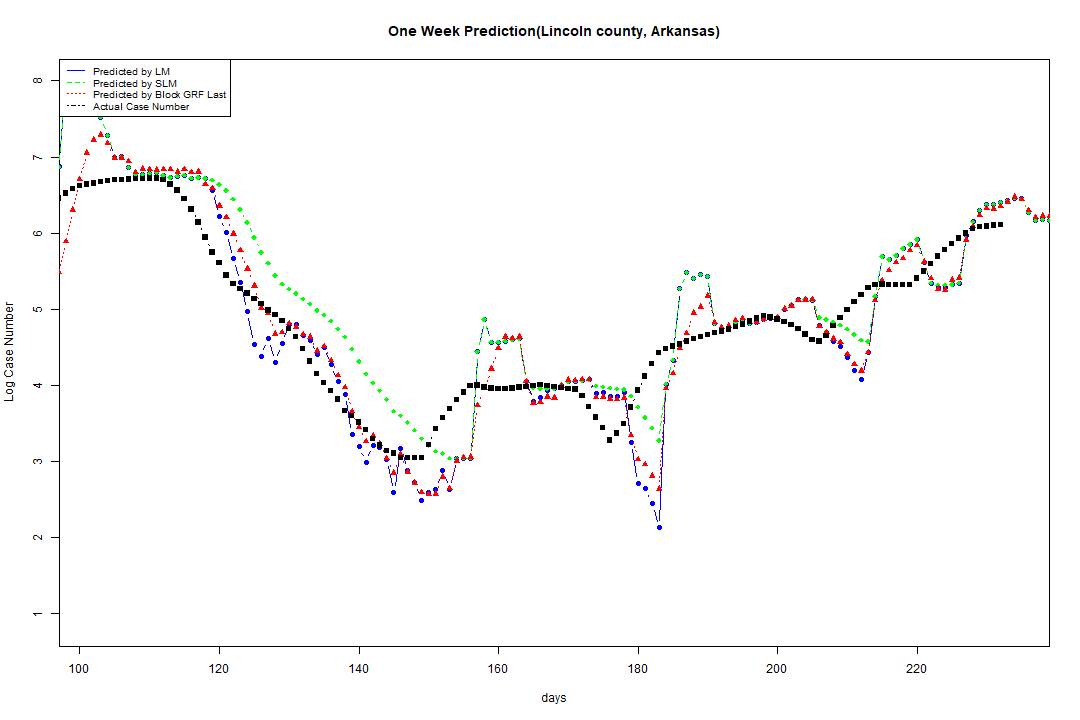 One Week Prediction(Lincoln county, Arkansas)
Predicted by LM
Predicted by SLM
Predicted by Block GRF Last
Actual Case Number
Log Case Number
8
7
6
5
4
3
2
1
100 120 140 160 180 200 220
days